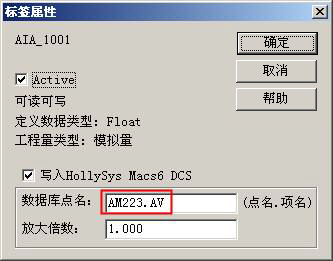 标签属性
AIA_1001
确定
Active
取消
可读可写
帮助
定义数据类型: Float
工程量类型: 模拟量
写入HollySys Macs6 DCS
数据库点名: AM223.AV (点名.项名)
放大倍数: 1.000